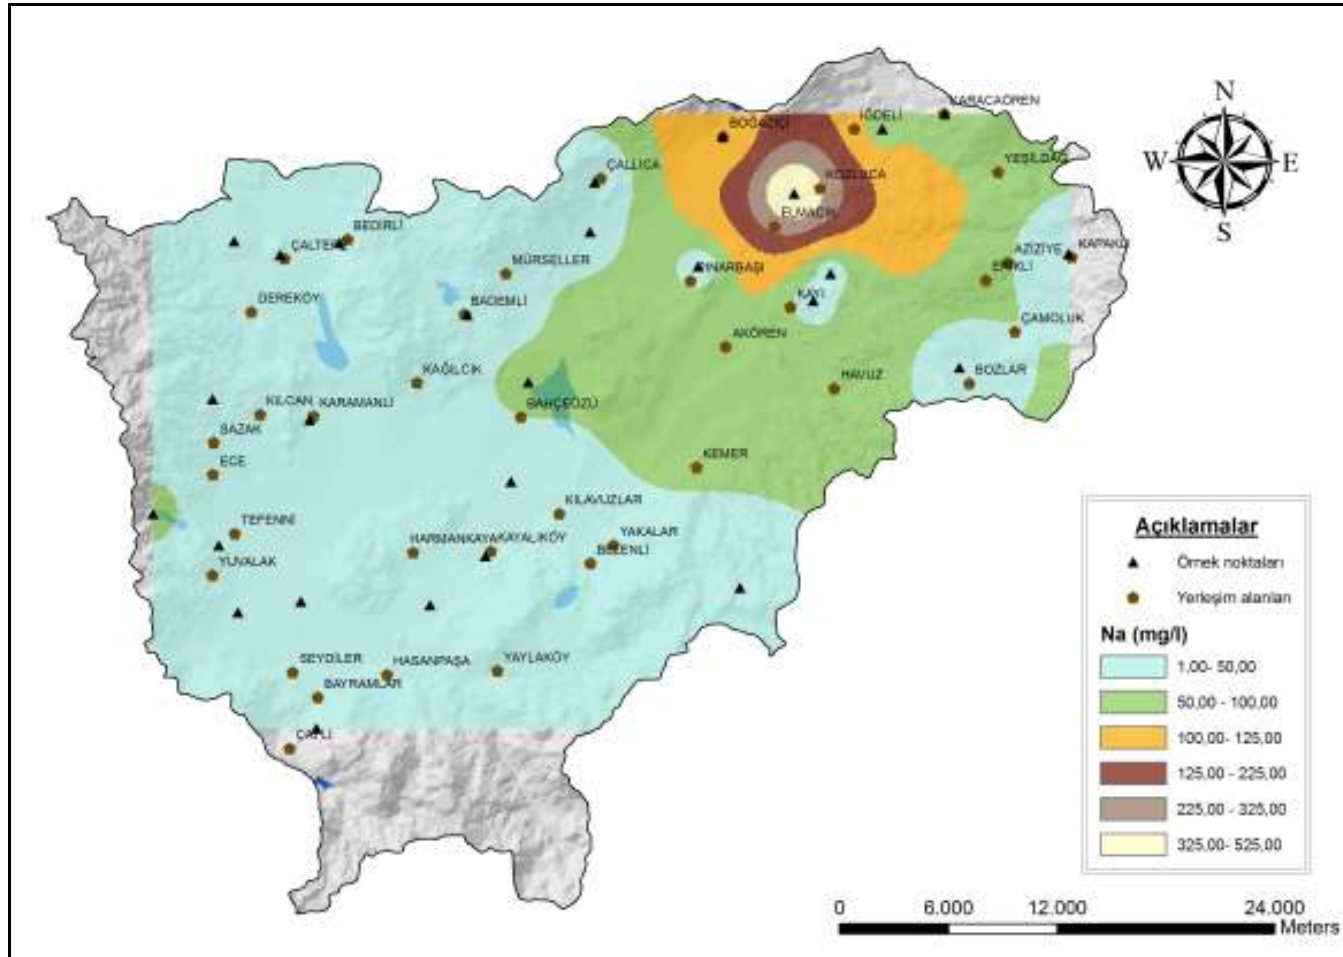 N
W
E
S
KARACAÖREN
BOĞAZİÇİ
İĞDELİ
YEŞİLDAĞ
ÇALLICA
KOZLUCA
ELMACIK
BEDİRLİ
ÇALTEPE
MÜRSELLER
PINARBAŞI
AZİZİYE
KAPAKLI
ERİKLİ
DEREKÖY
BADEMLİ
KAYI
ÇAMOLUK
AKÖREN
KAĞILCIK
BOZLAR
HAVUZ
KILCAN
KARAMANLI
BAHÇEÖZÜ
SAZAK
ECE
KEMER
KILAVUZLAR
TEFENNİ
HARMANKAYA
KAYALIKÖY
YAKALAR
BELENLİ
YUVALAK
SEYDİLER
HASANPAŞA
YAYLAKÖY
BAYRAMLAR
Açıklamalar
Örnek noktaları
Yerleşim alanları
Na (mg/l)
1,00- 50,00
50,00 - 100,00
100,00- 125,00
125,00 - 225,00
225,00 - 325,00
325,00- 525,00
0 6.000 12.000 24.000
Meters